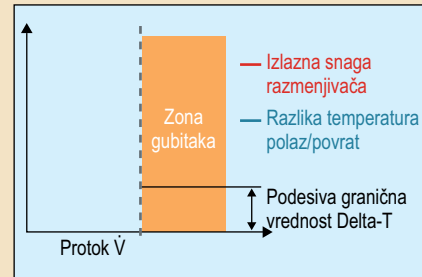 Izlazna snaga
razmenjivača
Zona
gubitaka
Razlika temperatura
polaz/povrat
Podesiva granična
vrednost Delta-T
Protok V̇